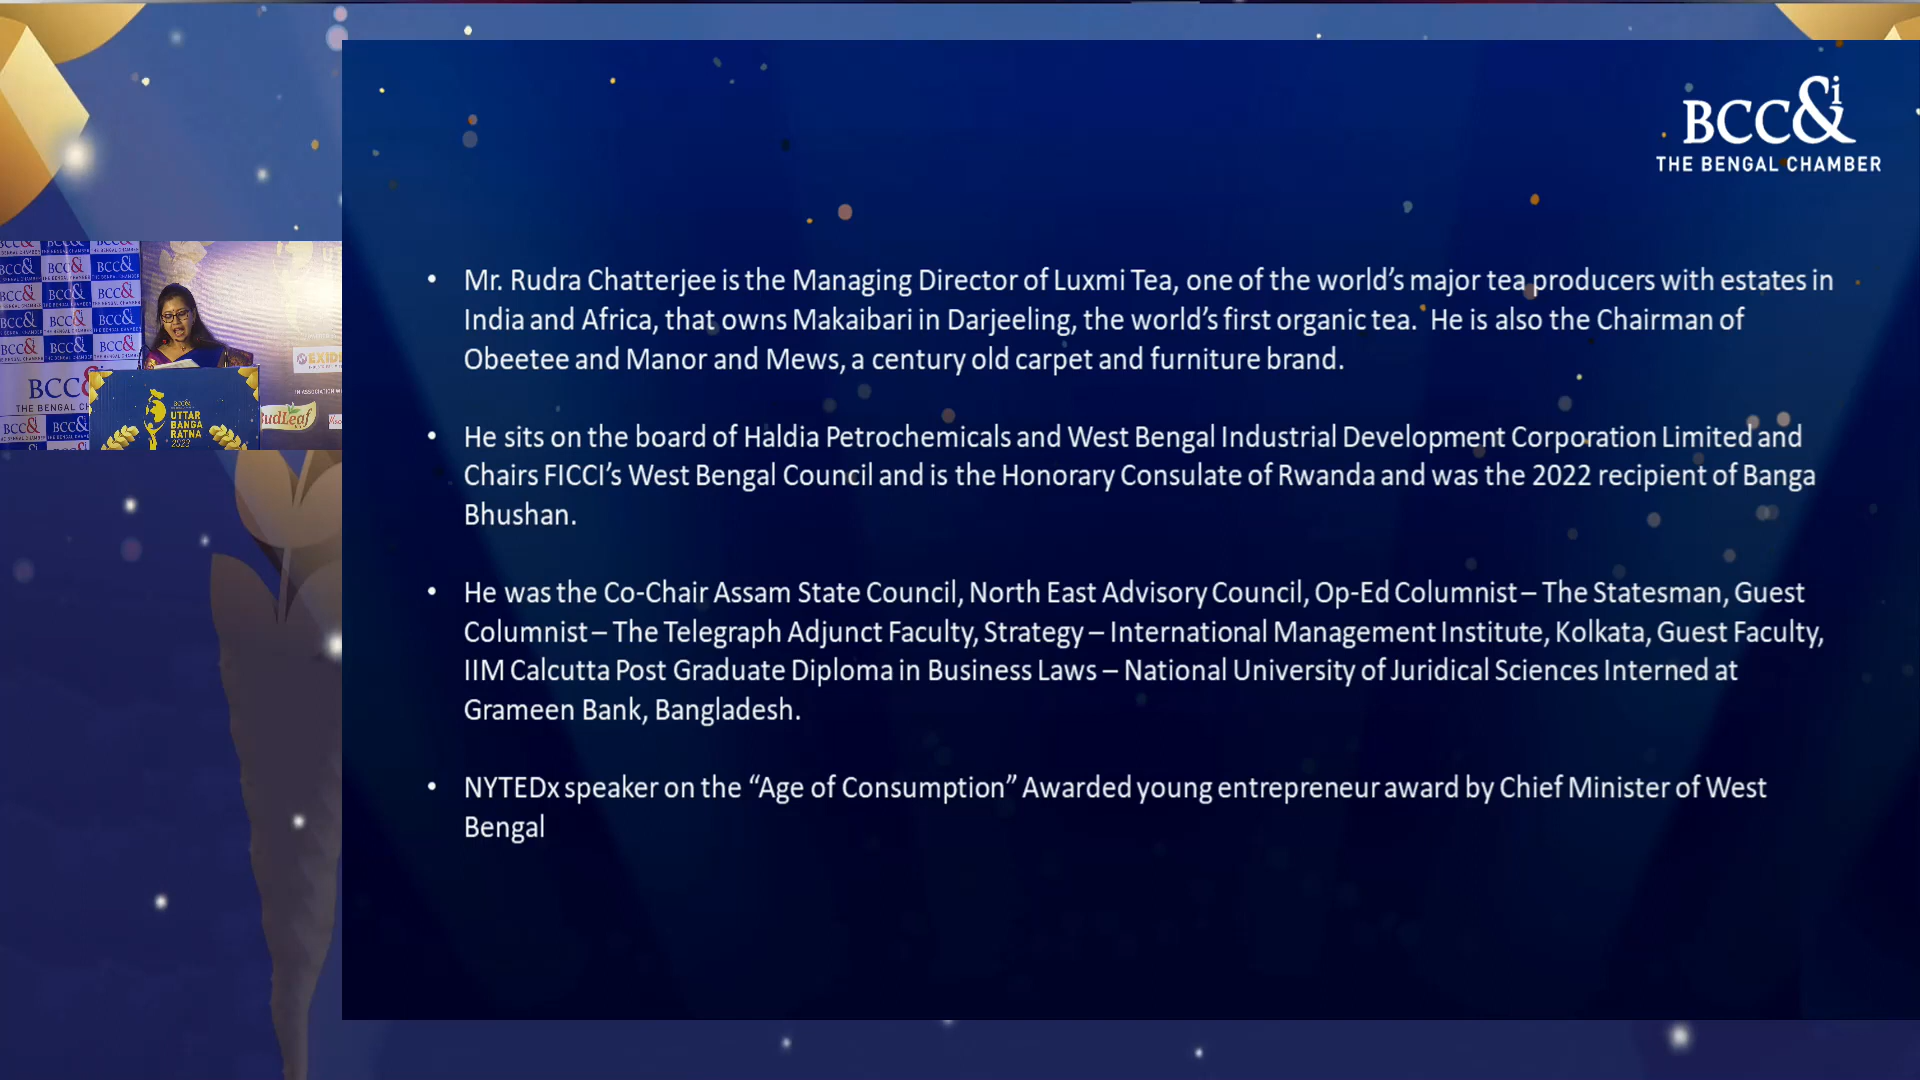 BCC&i
THE BENGAL CHAMBER
• Mr. Rudra Chatterjee is the Managing Director of Luxmi Tea, one of the world’s major tea producers with estates in
India and Africa, that owns Makaibari in Darjeeling, the world’s first organic tea. He is also the Chairman of
Obeetee and Manor and Mews, a century old carpet and furniture brand.
• He sits on the board of Haldia Petrochemicals and West Bengal Industrial Development Corporation Limited and
Chairs FICCI’s West Bengal Council and is the Honorary Consulate of Rwanda and was the 2022 recipient of Banga
Bhushan.
• He was the Co-Chair Assam State Council, North East Advisory Council, Op-Ed Columnist – The Statesman, Guest
Columnist – The Telegraph Adjunct Faculty, Strategy – International Management Institute, Kolkata, Guest Faculty,
IIM Calcutta Post Graduate Diploma in Business Laws – National University of Juridical Sciences Interned at
Grameen Bank, Bangladesh.
• NYTEDx speaker on the “Age of Consumption” Awarded young entrepreneur award by Chief Minister of West
Bengal
BCC&i
THE BENGAL
BCC&i
UTTAR
BANGA
RATNA
2023